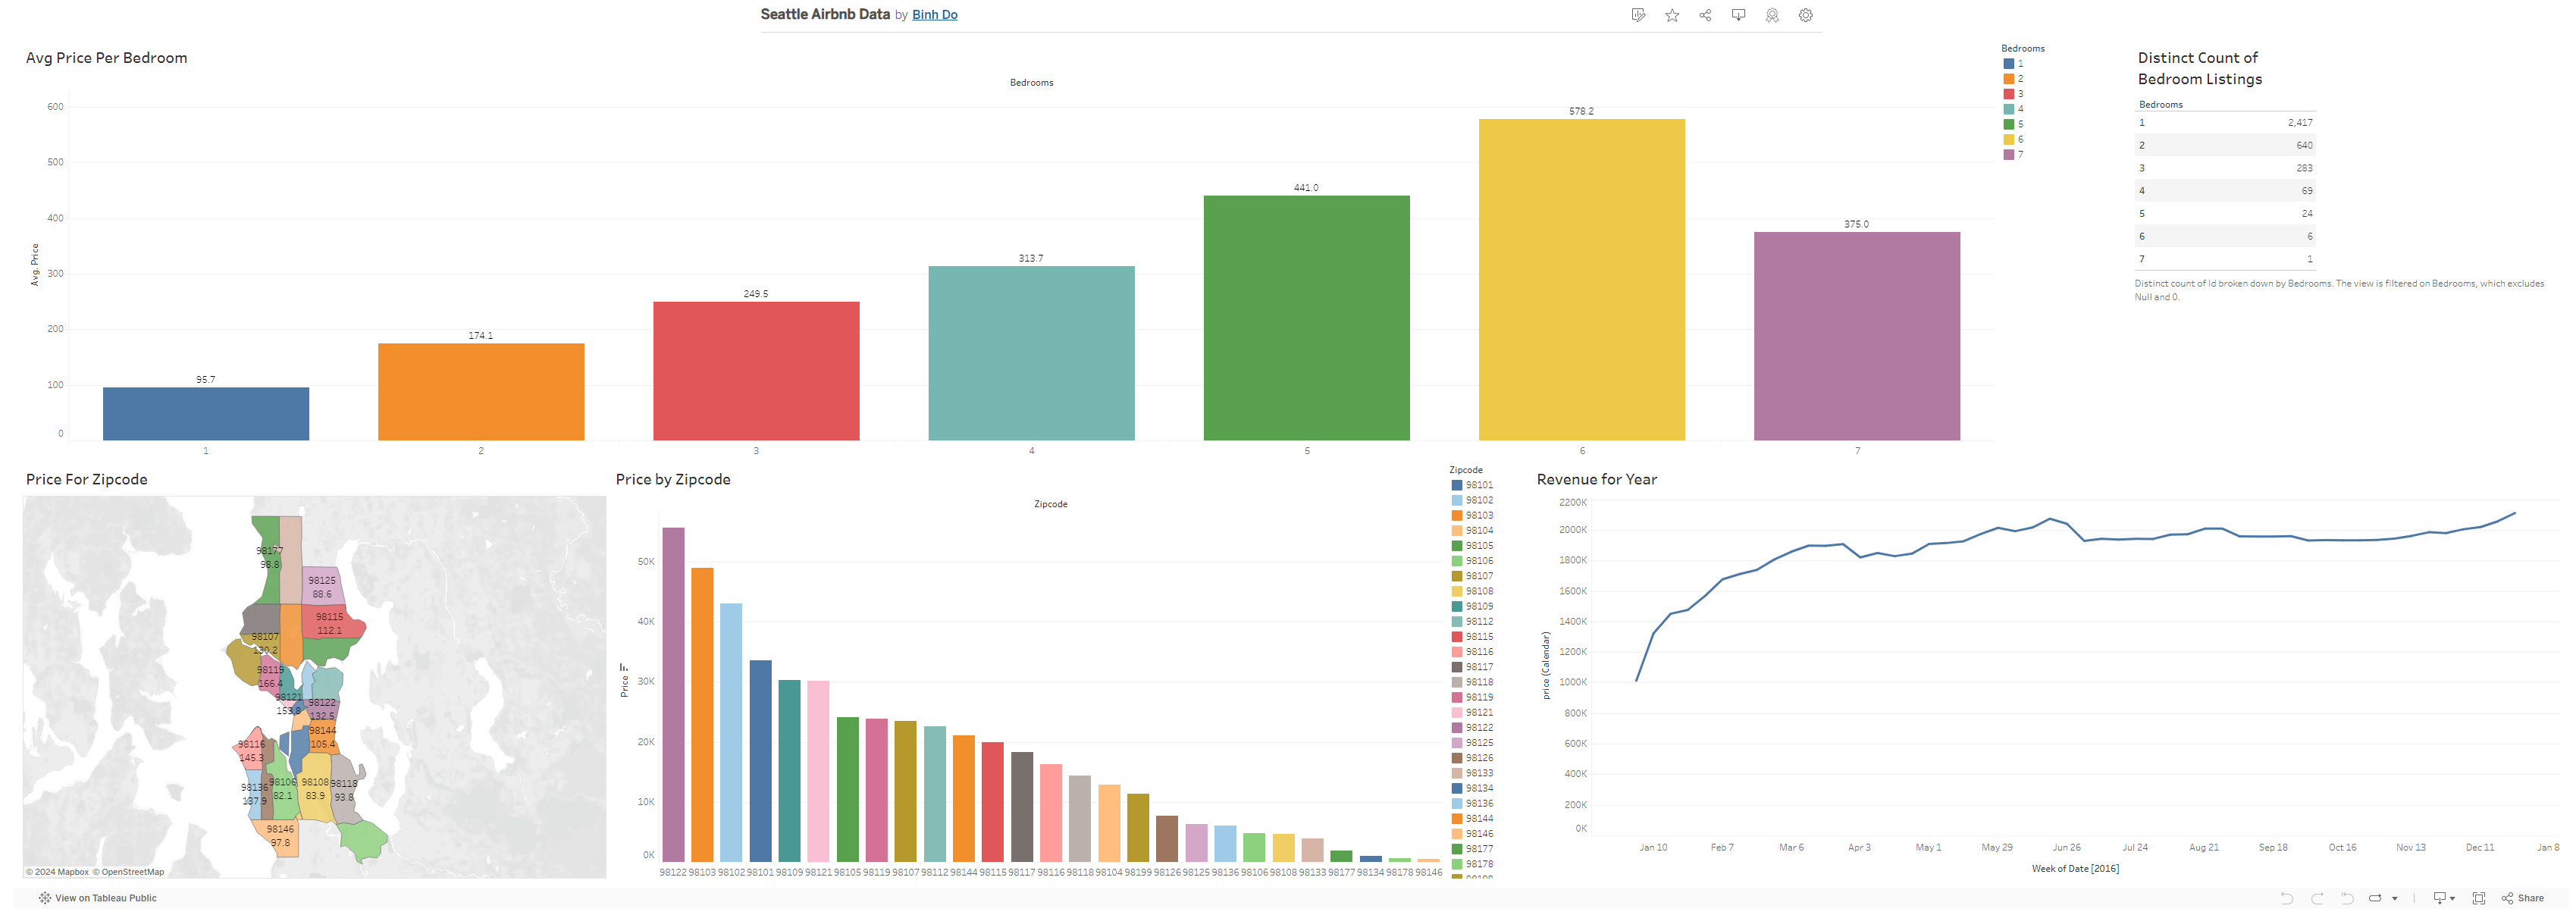 Seattle Airbnb Data by Binh Do
Avg Price Per Bedroom
Bedrooms
Avg. Price
600
500
400
300
200
100
0
95.7
174.1
249.5
313.7
441.0
578.2
375.0
1
2
3
4
5
6
7
Bedrooms
1
2
3
4
5
6
7
Distinct Count of
Bedroom Listings
Bedrooms
1 2,417
2 640
3 283
4 69
5 24
6 6
7 1
Distinct count of Id broken down by Bedrooms. The view is filtered on Bedrooms, which excludes
Null and 0.
Price For Zipcode
98177
98.8
98125
88.6
98115
112.1
98107
130.2
98119
166.4
98121
153.8
98122
132.5
98144
105.4
98116
145.3
98136
137.9
98106
82.1
98108
83.9
98118
93.8
98146
97.8
© 2024 Mapbox © OpenStreetMap
Price by Zipcode
Zipcode
Price
50K
40K
30K
20K
10K
0K
98122 98103 98102 98101 98109 98121 98105 98119 98107 98112 98144 98115 98117 98116 98118 98104 98199 98126 98125 98136 98106 98108 98133 98177 98134 98178 98146
Zipcode
98101
98102
98103
98104
98105
98106
98107
98108
98109
98112
98115
98116
98117
98118
98119
98121
98122
98125
98126
98133
98134
98136
98144
98146
98177
98178
Revenue for Year
price (Calendar)
2200K
2000K
1800K
1600K
1400K
1200K
1000K
800K
600K
400K
200K
0K
Jan 10
Feb 7
Mar 6
Apr 3
May 1
May 29
Jun 26
Jul 24
Aug 21
Sep 18
Oct 16
Nov 13
Dec 11
Jan 8
Week of Date [2016]
View on Tableau Public
Share